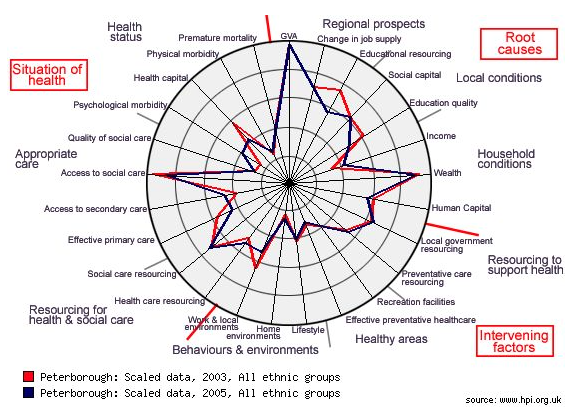 Health
status
Regional prospects
Root
causes
Premature mortality
GVA
Change in job supply
Physical morbidity
Educational resourcing
Situation of
health
Health capital
Social capital
Local conditions
Psychological morbidity
Education quality
Quality of social care
Income
Appropriate
care
Household
conditions
Access to social care
Wealth
Access to secondary care
Human Capital
Effective primary care
Local government
resourcing
Resourcing to
support health
Social care resourcing
Preventative care
resourcing
Health care resourcing
Recreation facilities
Resourcing for
health & social care
Work & local
environments
Home
environments
Lifestyle
Effective preventative healthcare
Intervening
factors
Behaviours & environments
Healthy areas
Peterborough: Scaled data, 2003, All ethnic groups
Peterborough: Scaled data, 2005, All ethnic groups
source: www.hpi.org.uk